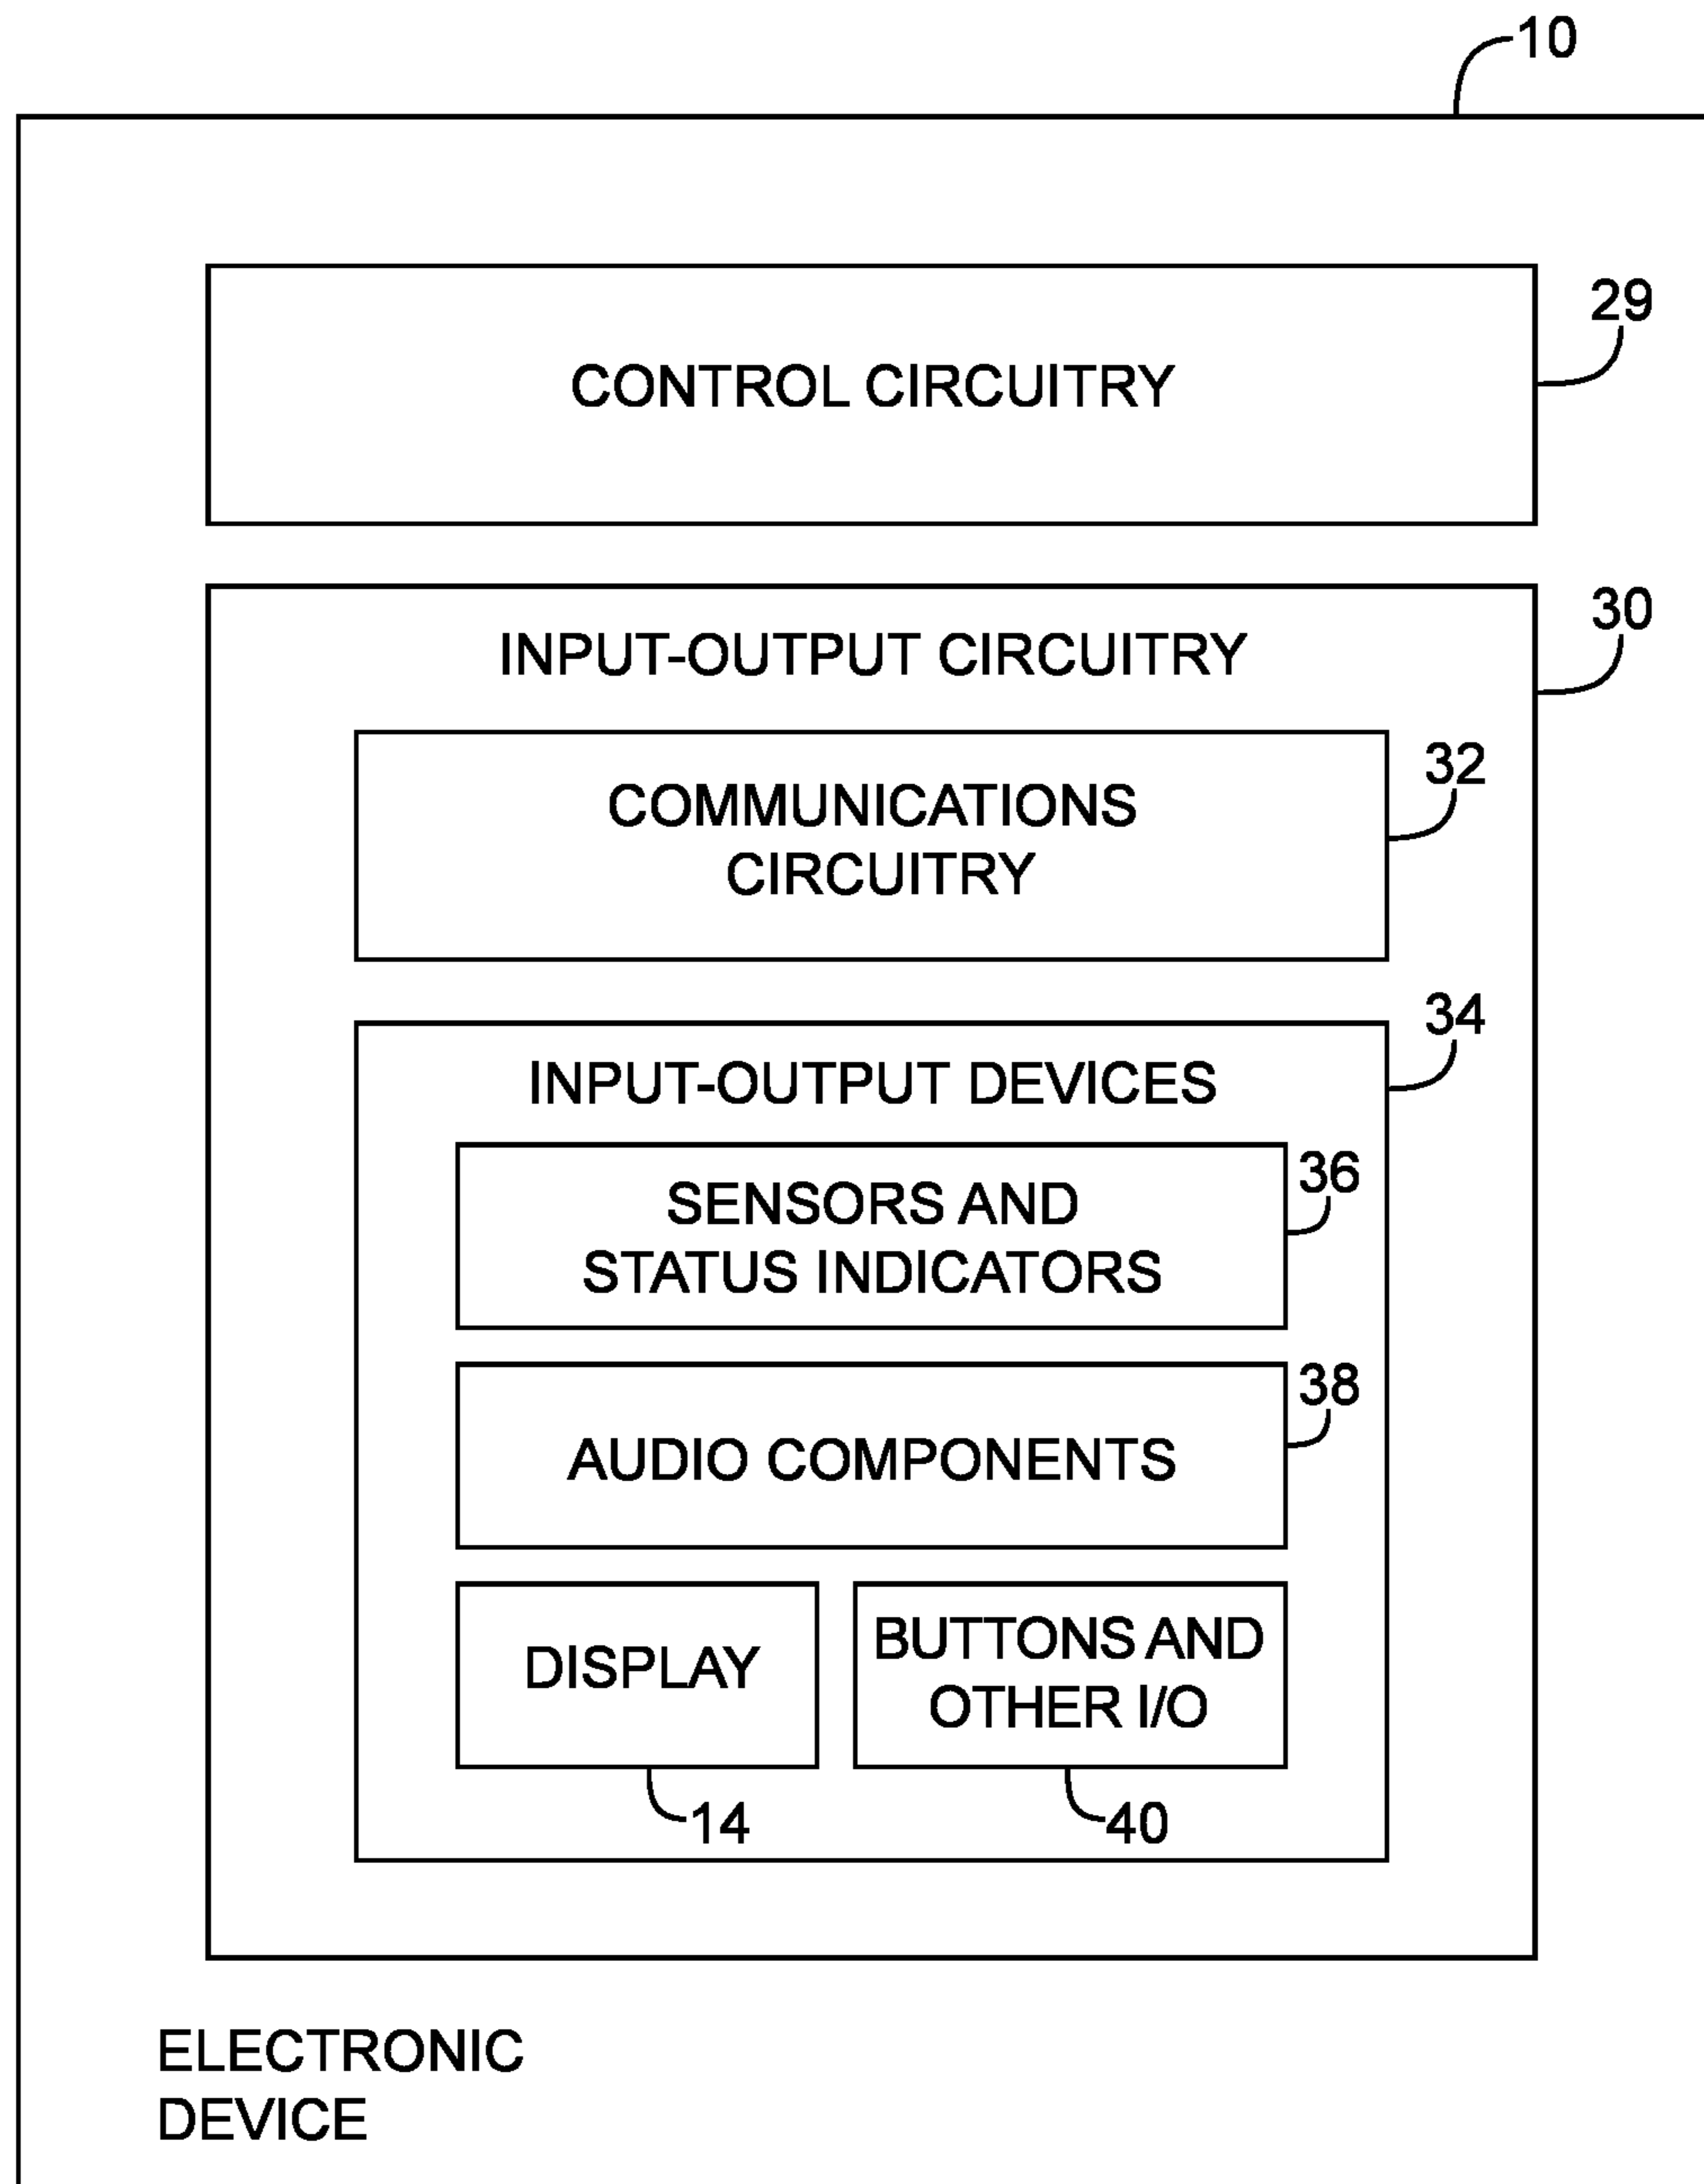 10
29
CONTROL CIRCUITRY
30
INPUT-OUTPUT CIRCUITRY
32
COMMUNICATIONS
CIRCUITRY
34
INPUT-OUTPUT DEVICES
36
SENSORS AND
STATUS INDICATORS
38
AUDIO COMPONENTS
DISPLAY
BUTTONS AND
OTHER I/O
14
40
ELECTRONIC
DEVICE